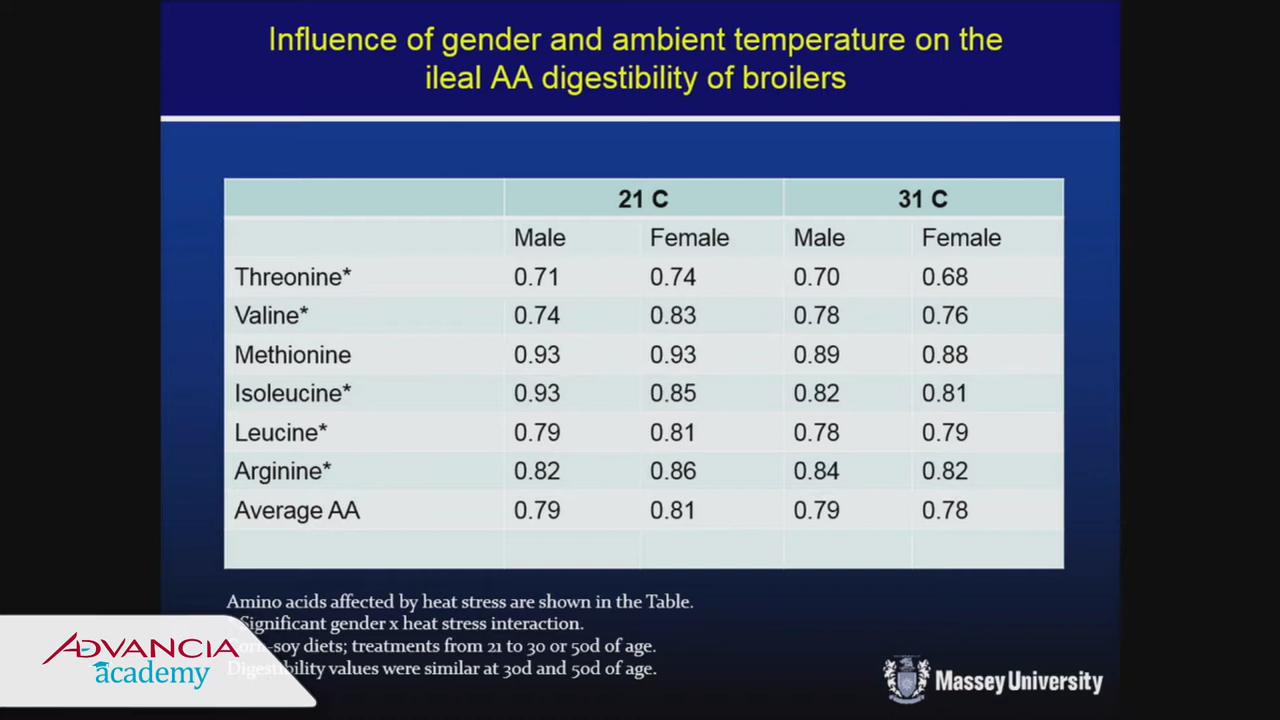 Influence of gender and ambient temperature on the
ileal AA digestibility of broilers
21 C 31 C
Male Female Male Female
Threonine* 0.71 0.74 0.70 0.68
Valine* 0.74 0.83 0.78 0.76
Methionine 0.93 0.93 0.89 0.88
Isoleucine* 0.93 0.85 0.82 0.81
Leucine* 0.79 0.81 0.78 0.79
Arginine* 0.82 0.86 0.84 0.82
Average AA 0.79 0.81 0.79 0.78
Amino acids affected by heat stress are shown in the Table.
Significant gender x heat stress interaction.
Corn-soy diets; treatments from 21 to 30 or 50d of age.
Digestibility values were similar at 30d and 50d of age.
ADVANCIA
academy
Massey University